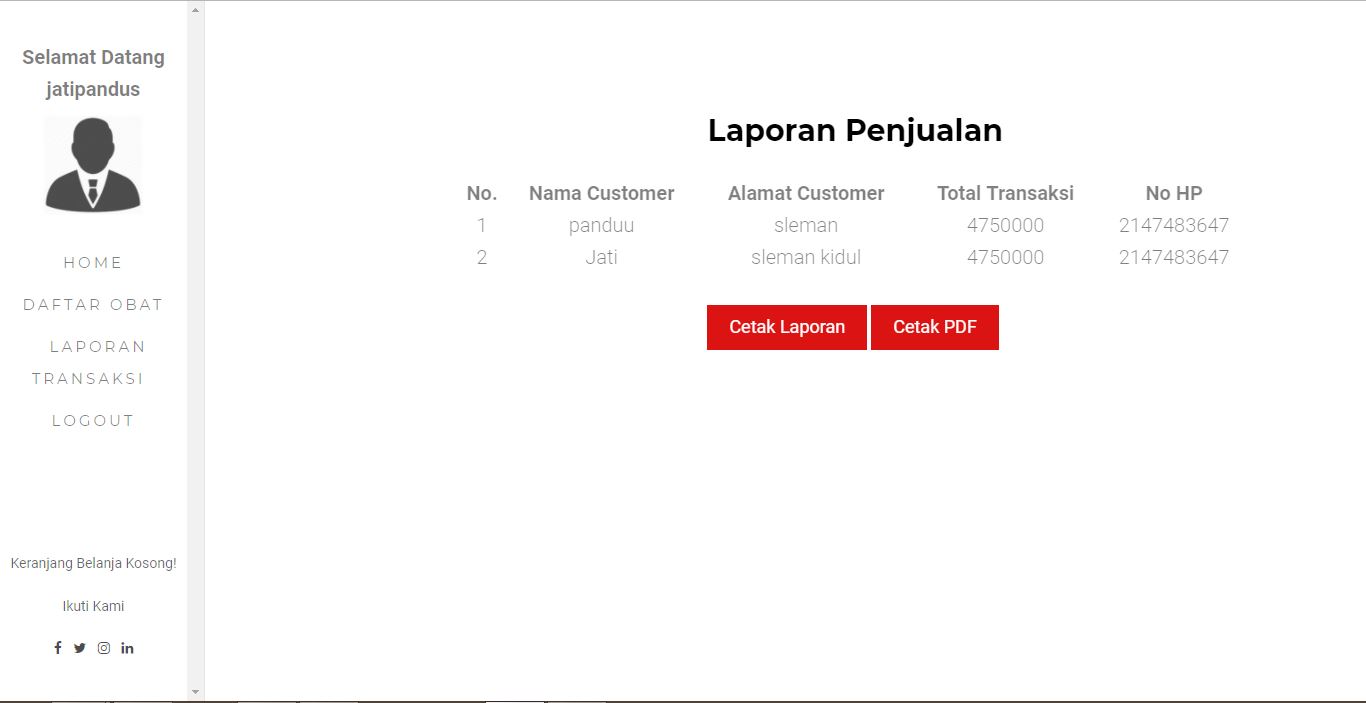 Selamat Datang
jatipandus
HOME
DAFTAR OBAT
LAPORAN
TRANSAKSI
LOGOUT
Keranjang Belanja Kosong!
Ikuti Kami
Laporan Penjualan
No. Nama Customer Alamat Customer Total Transaksi No HP
1 panduu sleman 4750000 2147483647
2 Jati sleman kidul 4750000 2147483647
Cetak Laporan Cetak PDF